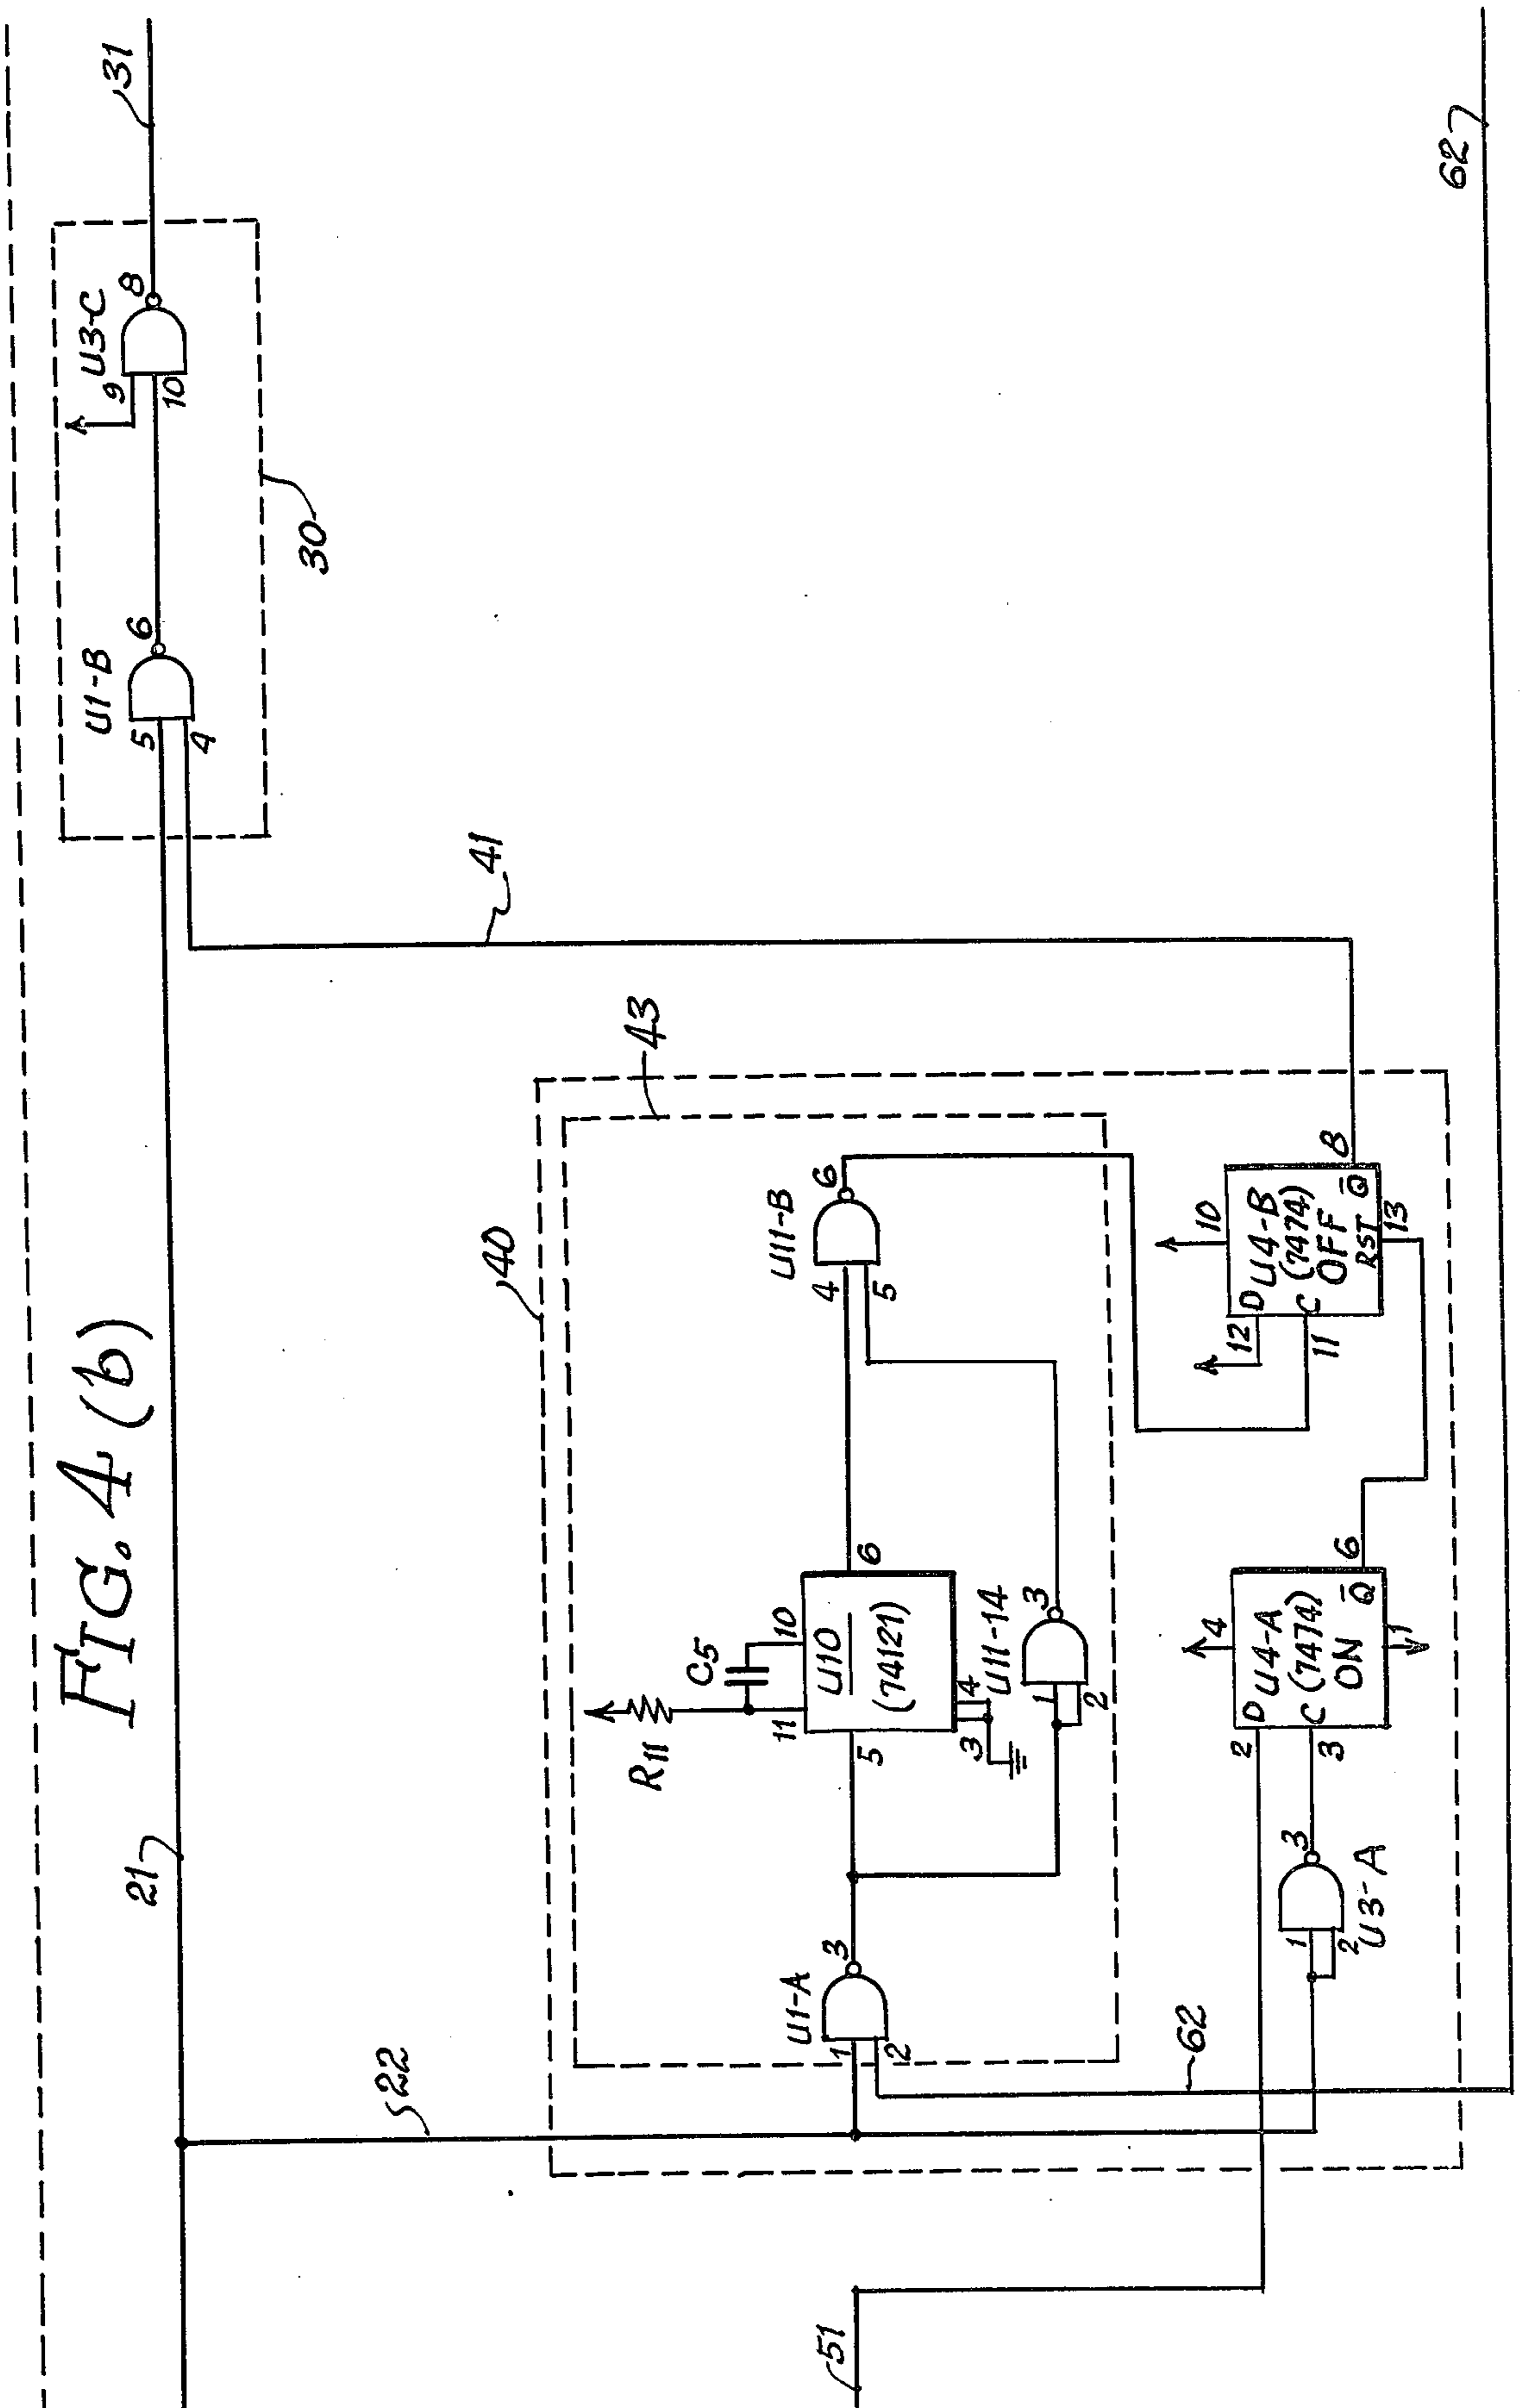 FIG. 4 (b)
21
22
31
30
U1-B
5
4
6
U3-C
9
10
8
41
40
43
U1-A
1
2
3
R11
C5
11
10
U10
(74121)
5
6
3
4
U11-14
1
2
3
U11-B
4
5
6
51
62
U3-A
1
2
3
2
D
4
U4-A
C
(7474)
3
ON
Q̅
6
1
12
D
10
U4-B
C
(7474)
11
OFF
Q̅
8
RST
13
62